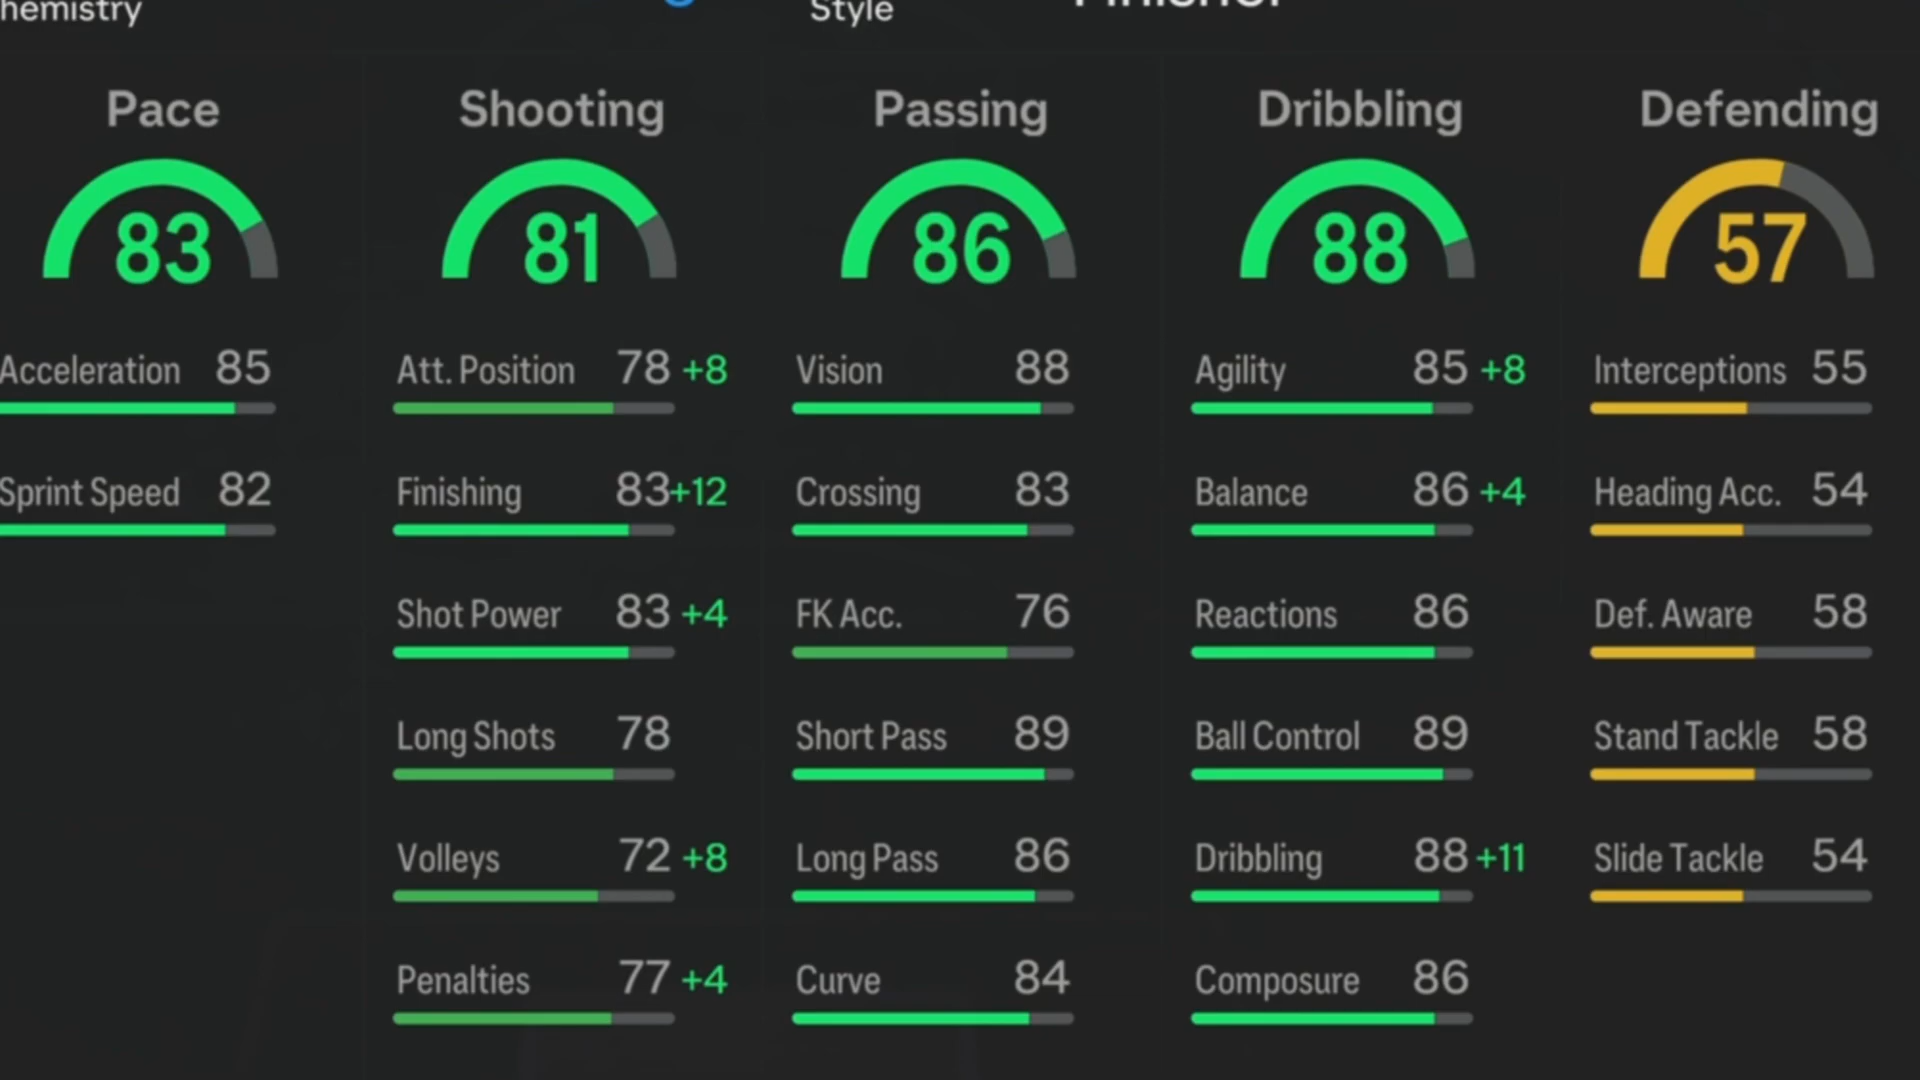 hemistry Style Finisher
Pace Shooting Passing Dribbling Defending
83 81 86 88 57
Acceleration 85 Att. Position 78 +8 Vision 88 Agility 85 +8 Interceptions 55
Sprint Speed 82 Finishing 83+12 Crossing 83 Balance 86 +4 Heading Acc. 54
Shot Power 83 +4 FK Acc. 76 Reactions 86 Def. Aware 58
Long Shots 78 Short Pass 89 Ball Control 89 Stand Tackle 58
Volleys 72 +8 Long Pass 86 Dribbling 88 +11 Slide Tackle 54
Penalties 77 +4 Curve 84 Composure 86